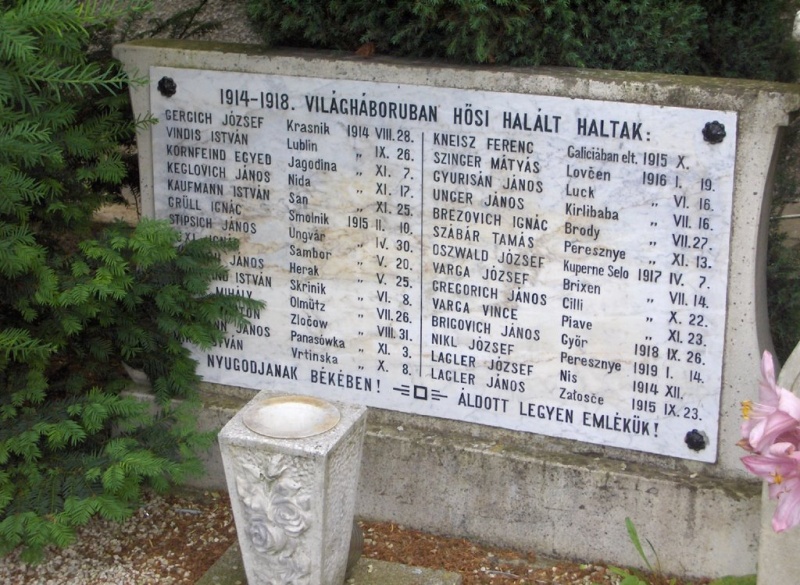 1914-1918. VILÁGHÁBORUBAN HŐSI HALÁLT HALTAK:
GERGICH JÓZSEF Krasnik 1914 VIII. 28.
VINDIS ISTVÁN Lublin „ IX. 26.
KORNFEIND EGYED Jagodina „ XI. 7.
KEGLOVICH JÁNOS Nida „ XI. 17.
KAUFMANN ISTVÁN San „ XI. 25.
GRÜLL IGNÁC Smolnik 1915 II. 10.
STIPSICH JÁNOS Ungvár „ IV. 30.
IGNÁC Sambor „ V. 20.
JÁNOS Herak „ V. 25.
ISTVÁN Skrinik „ VI. 8.
MIHÁLY Olmütz „ VII. 26.
Zločow „ VIII. 31.
JÁNOS Panasówka „ XI. 3.
ISTVÁN Vrtinska „ X. 8.
KNEISZ FERENC Galiciában elt. 1915 X.
SZINGER MÁTYÁS Lovčen 1916 I. 19.
GYURISÁN JÁNOS Luck „ VI. 16.
UNGER JÁNOS Kirlibaba „ VII. 16.
BREZOVICH IGNÁC Brody „ VII. 27.
SZÁBÁR TAMÁS Peresznye „ XI. 13.
OSZWALD JÓZSEF Kuperne Selo 1917 IV. 7.
VARGA JÓZSEF Brixen „ VII. 14.
GREGORICH JÁNOS Cilli „ X. 22.
VARGA VINCE Piave „ XI. 23.
BRIGOVICH JÁNOS Győr 1918 IX. 26.
NIKL JÓZSEF Peresznye 1919 I. 14.
LAGLER JÓZSEF Nis 1914 XII.
LAGLER JÁNOS Zatosče 1915 IX. 23.
NYUGODJANAK BÉKÉBEN! ÁLDOTT LEGYEN EMLÉKÜK!